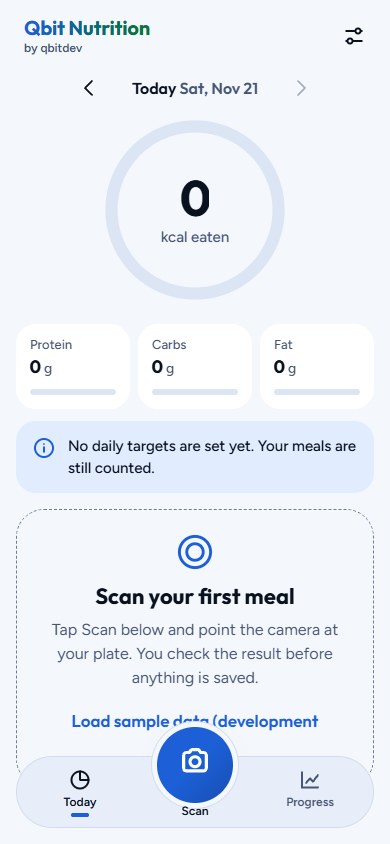 Qbit Nutrition
by qbitdev
Today Sat, Nov 21
0
kcal eaten
Protein
0 g
Carbs
0 g
Fat
0 g
No daily targets are set yet. Your meals are
still counted.
Scan your first meal
Tap Scan below and point the camera at
your plate. You check the result before
anything is saved.
Load sample data (development
Today
Scan
Progress